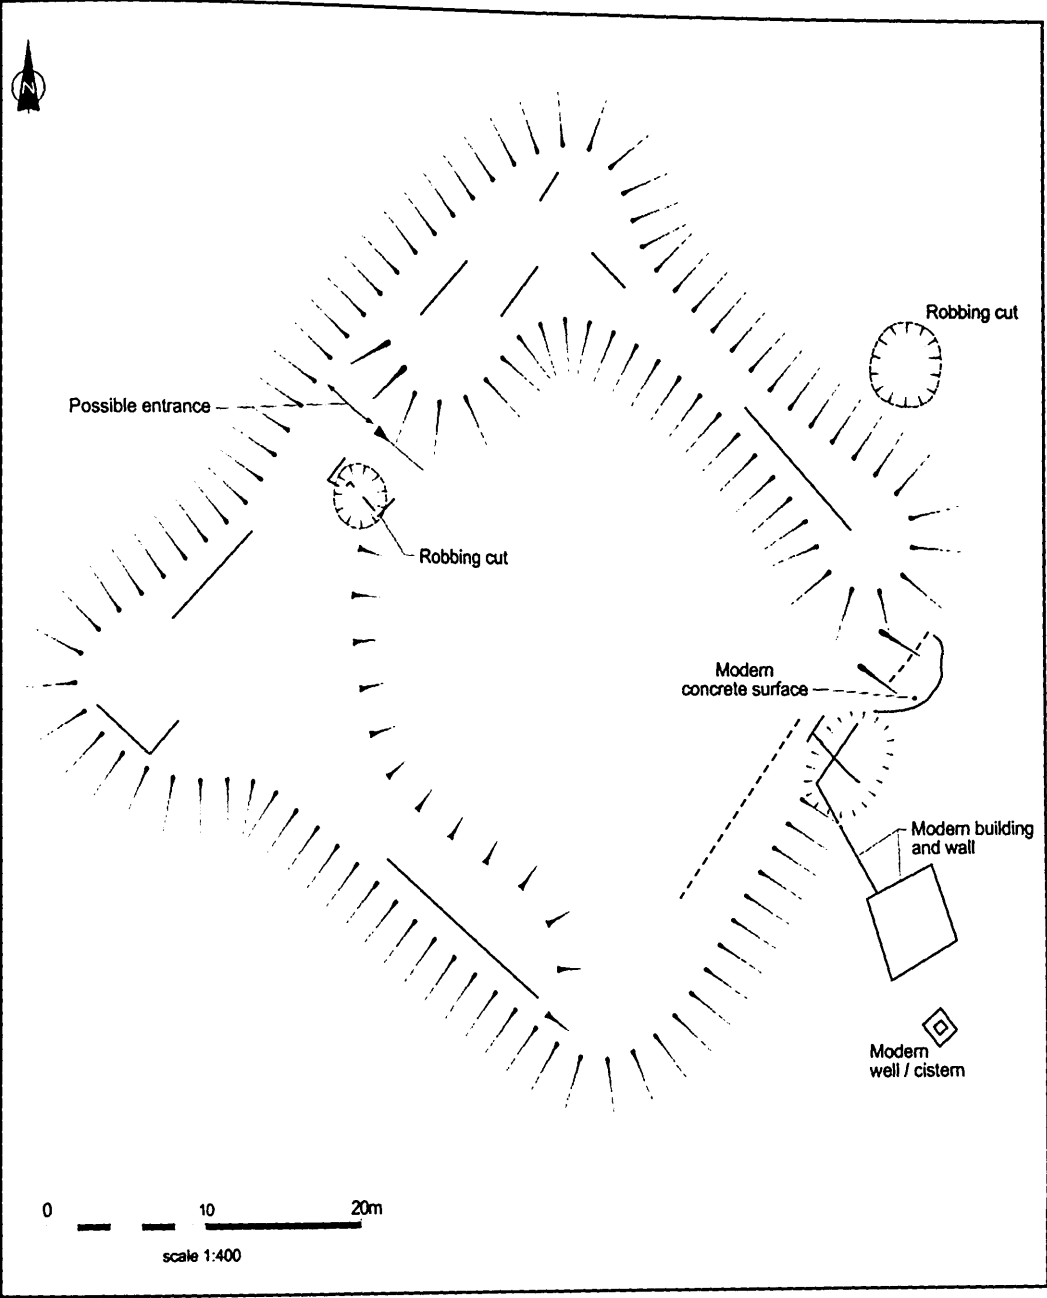 N
Robbing cut
Possible entrance
Robbing cut
Modern
concrete surface
Modern building
and wall
Modern
well / cistern
0 10 20m
scale 1:400